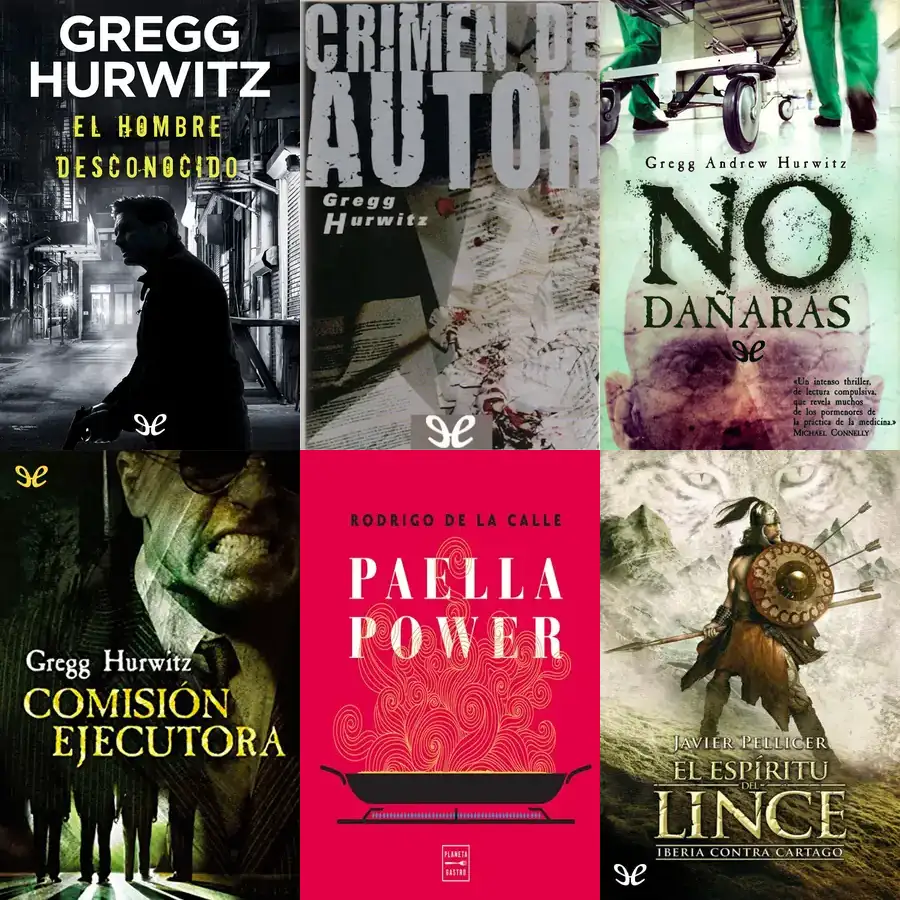 GREGG
HURWITZ
EL HOMBRE
DESCONOCIDO
CRIMEN DE
AUTOR
Gregg
Hurwitz
Gregg Andrew Hurwitz
NO
DAÑARAS
«Un intenso thriller,
de lectura compulsiva,
que revela muchos
de los pormenores de
la práctica de la medicina.»
MICHAEL CONNELLY
Gregg Hurwitz
COMISIÓN
EJECUTORA
RODRIGO DE LA CALLE
PAELLA
POWER
PLANETA
GASTRO
JAVIER PELLICER
EL ESPÍRITU
DEL
LINCE
IBERIA CONTRA CARTAGO